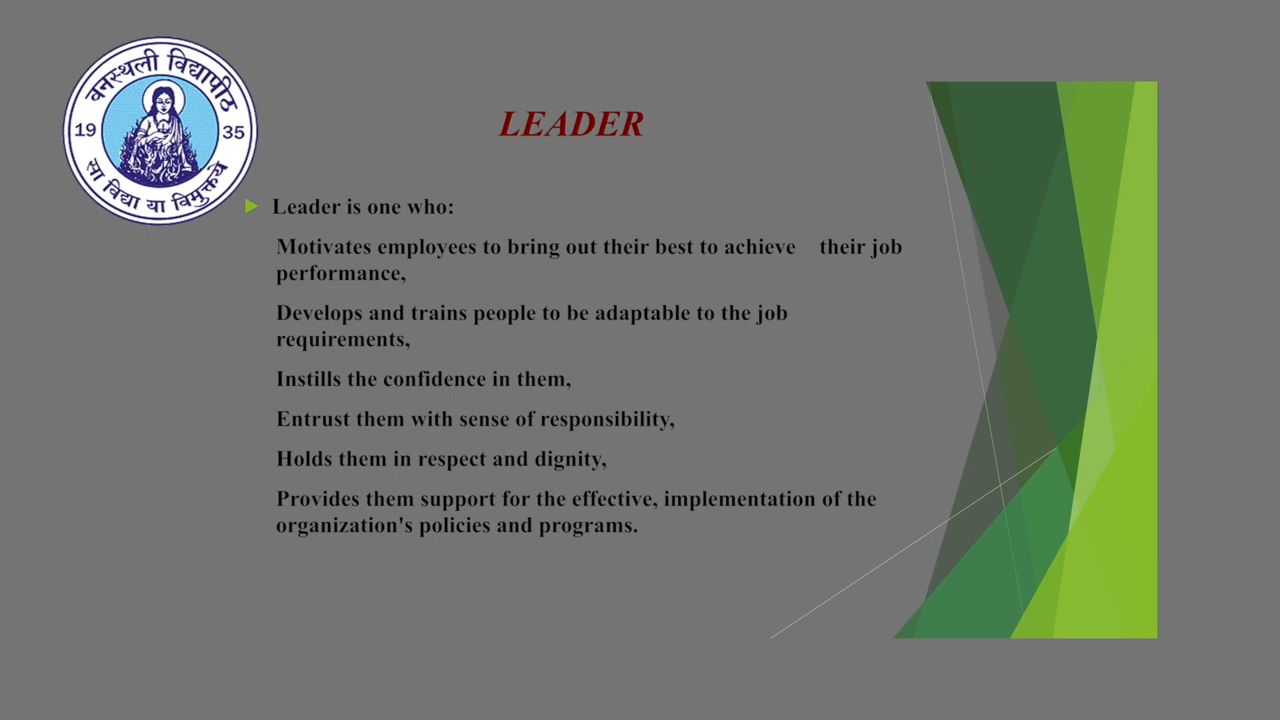 वनस्थली विद्यापीठ
19 35
सा विद्या या विमुक्तये
LEADER
Leader is one who:
Motivates employees to bring out their best to achieve their job
performance,
Develops and trains people to be adaptable to the job
requirements,
Instills the confidence in them,
Entrust them with sense of responsibility,
Holds them in respect and dignity,
Provides them support for the effective, implementation of the
organization's policies and programs.